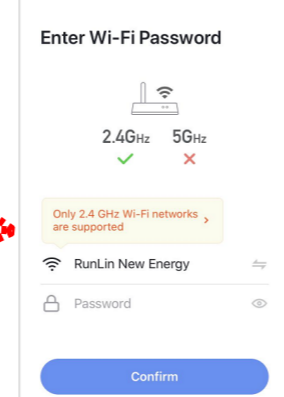 Enter Wi-Fi Password
2.4GHz 5GHz
Only 2.4 GHz Wi-Fi networks
are supported
RunLin New Energy
Password
Confirm